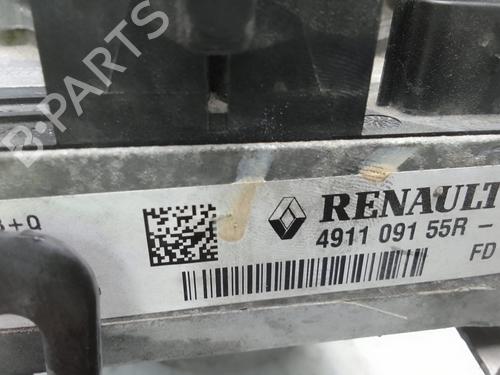 B-PARTS
+Q
RENAULT
4911 091 55R -
FD